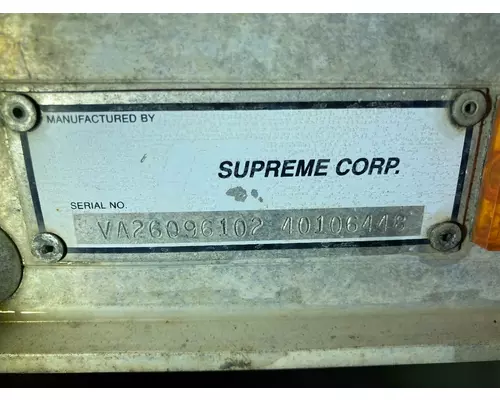 MANUFACTURED BY
SUPREME CORP.
SERIAL NO.
VA26096102 40106448